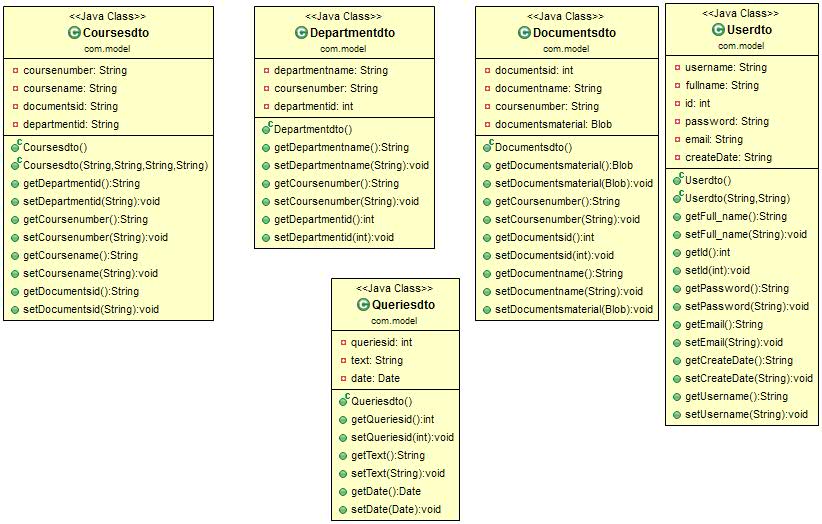 <<Java Class>>
Coursesdto
com.model
coursenumber: String
coursename: String
documentsid: String
departmentid: String
Coursesdto()
Coursesdto(String,String,String,String)
getDepartmentid():String
setDepartmentid(String):void
getCoursenumber():String
setCoursenumber(String):void
getCoursename():String
setCoursename(String):void
getDocumentsid():String
setDocumentsid(String):void
<<Java Class>>
Departmentdto
com.model
departmentname: String
coursenumber: String
departmentid: int
Departmentdto()
getDepartmentname():String
setDepartmentname(String):void
getCoursenumber():String
setCoursenumber(String):void
getDepartmentid():int
setDepartmentid(int):void
<<Java Class>>
Documentsdto
com.model
documentsid: int
documentname: String
coursenumber: String
documentsmaterial: Blob
Documentsdto()
getDocumentsmaterial():Blob
setDocumentsmaterial(Blob):void
getCoursenumber():String
setCoursenumber(String):void
getDocumentsid():int
setDocumentsid(int):void
getDocumentname():String
setDocumentname(String):void
setDocumentsmaterial(Blob):void
<<Java Class>>
Userdto
com.model
username: String
fullname: String
id: int
password: String
email: String
createDate: String
Userdto()
Userdto(String,String)
getFull_name():String
setFull_name(String):void
getId():int
setId(int):void
getPassword():String
setPassword(String):void
getEmail():String
setEmail(String):void
getCreateDate():String
setCreateDate(String):void
getUsername():String
setUsername(String):void
<<Java Class>>
Queriesdto
com.model
queriesid: int
text: String
date: Date
Queriesdto()
getQueriesid():int
setQueriesid(int):void
getText():String
setText(String):void
getDate():Date
setDate(Date):void